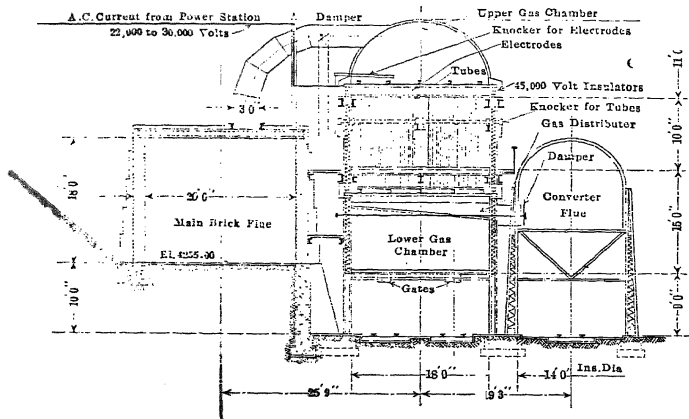 A.C. Current from Power Station
22,000 to 30,000 Volts
Damper
Upper Gas Chamber
Knocker for Electrodes
Electrodes
Tubes
45,000 Volt Insulators
Knocker for Tubes
Gas Distributer
Damper
Converter
Flue
3'0
20'0"
18'0"
Main Brick Flue
El. 4255.00
Lower Gas
Chamber
Gates
10'0"
10'0"
15'0"
9'0"
18'0"
14'0"
Ins. Dia
25'9"